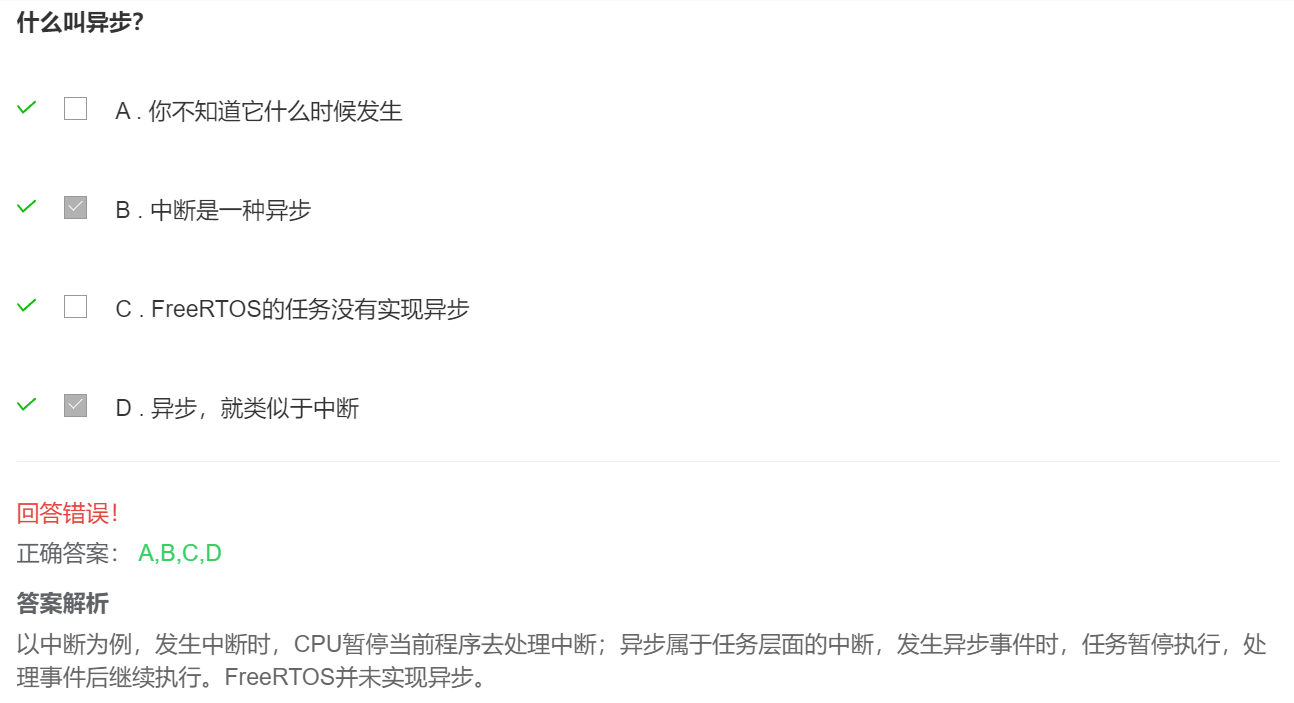 什么叫异步？
A . 你不知道它什么时候发生
B . 中断是一种异步
C . FreeRTOS的任务没有实现异步
D . 异步，就类似于中断
回答错误！
正确答案： A,B,C,D
答案解析
以中断为例，发生中断时，CPU暂停当前程序去处理中断；异步属于任务层面的中断，发生异步事件时，任务暂停执行，处
理事件后继续执行。FreeRTOS并未实现异步。